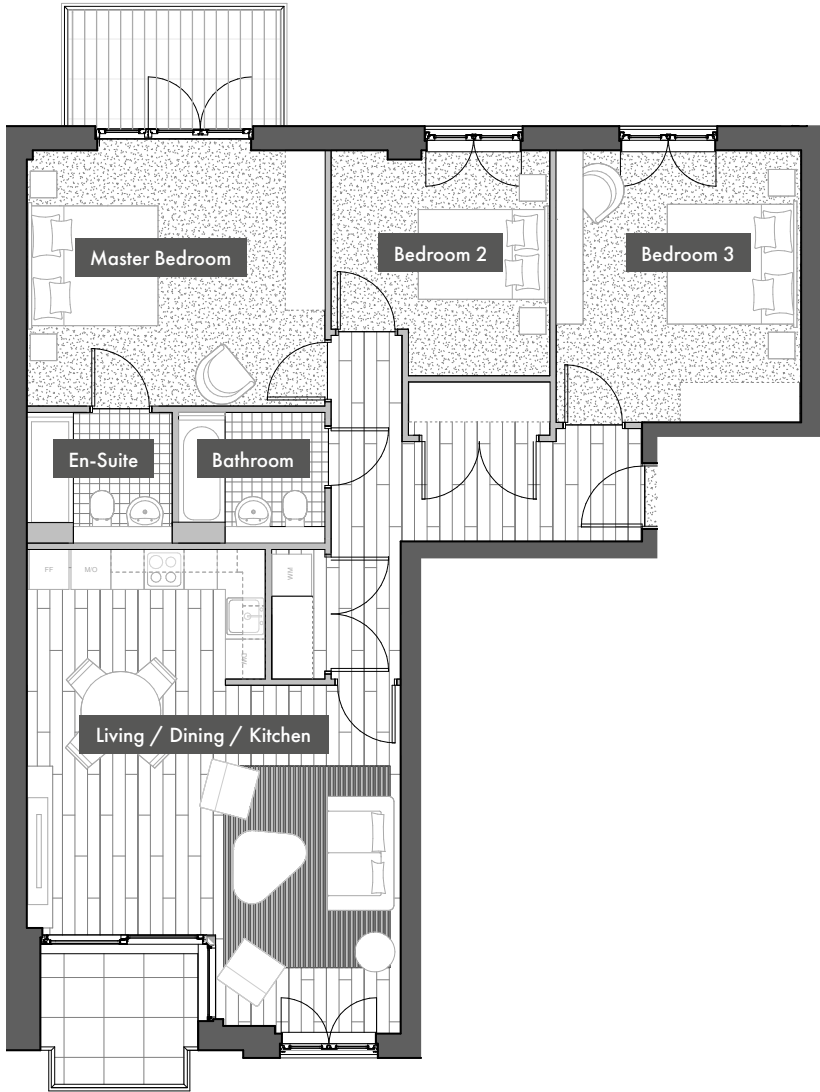 Master Bedroom
Bedroom 2
Bedroom 3
En-Suite
Bathroom
FF
M/O
WM
Living / Dining / Kitchen